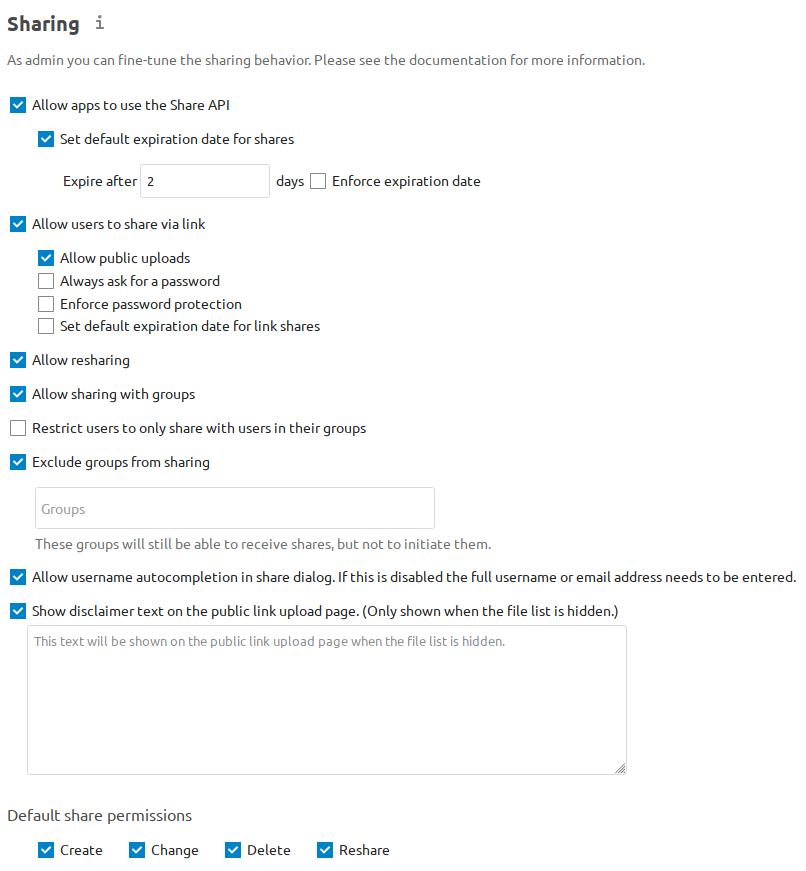 Sharing i
As admin you can fine-tune the sharing behavior. Please see the documentation for more information.
Allow apps to use the Share API
Set default expiration date for shares
Expire after 2 days Enforce expiration date
Allow users to share via link
Allow public uploads
Always ask for a password
Enforce password protection
Set default expiration date for link shares
Allow resharing
Allow sharing with groups
Restrict users to only share with users in their groups
Exclude groups from sharing
Groups
These groups will still be able to receive shares, but not to initiate them.
Allow username autocompletion in share dialog. If this is disabled the full username or email address needs to be entered.
Show disclaimer text on the public link upload page. (Only shown when the file list is hidden.)
This text will be shown on the public link upload page when the file list is hidden.
Default share permissions
Create Change Delete Reshare